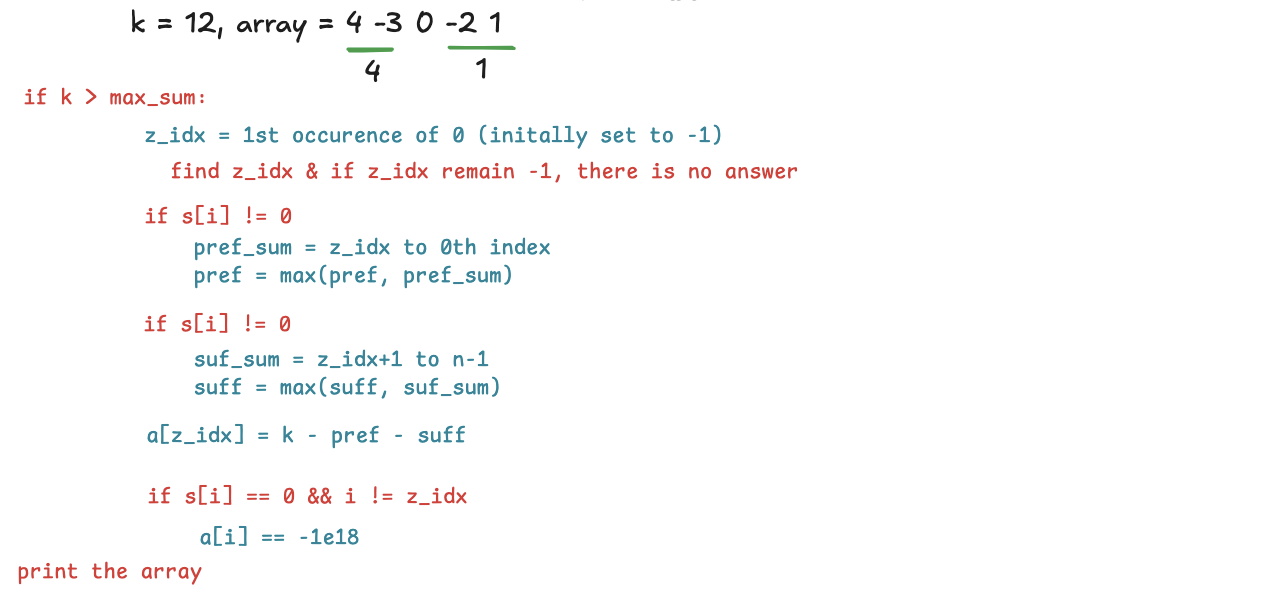 k = 12, array = 4 -3 0 -2 1
4 1
if k > max_sum:
z_idx = 1st occurence of 0 (initally set to -1)
find z_idx & if z_idx remain -1, there is no answer
if s[i] != 0
pref_sum = z_idx to 0th index
pref = max(pref, pref_sum)
if s[i] != 0
suf_sum = z_idx+1 to n-1
suff = max(suff, suf_sum)
a[z_idx] = k - pref - suff
if s[i] == 0 && i != z_idx
a[i] == -1e18
print the array